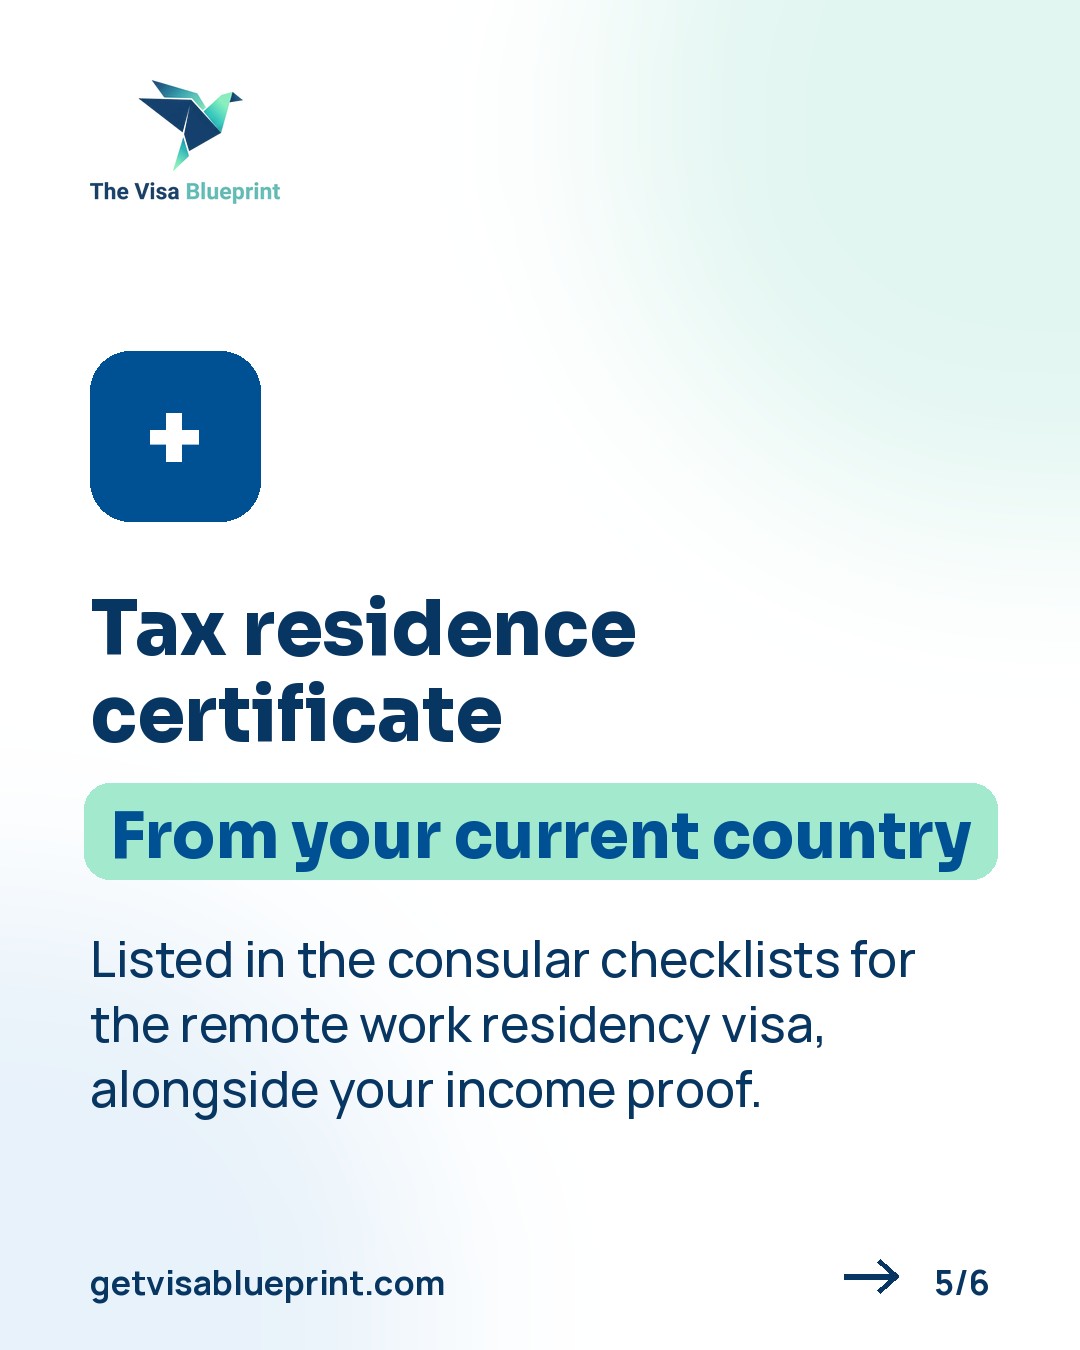 The Visa Blueprint
Tax residence
certificate
From your current country
Listed in the consular checklists for
the remote work residency visa,
alongside your income proof.
getvisablueprint.com
→ 5/6